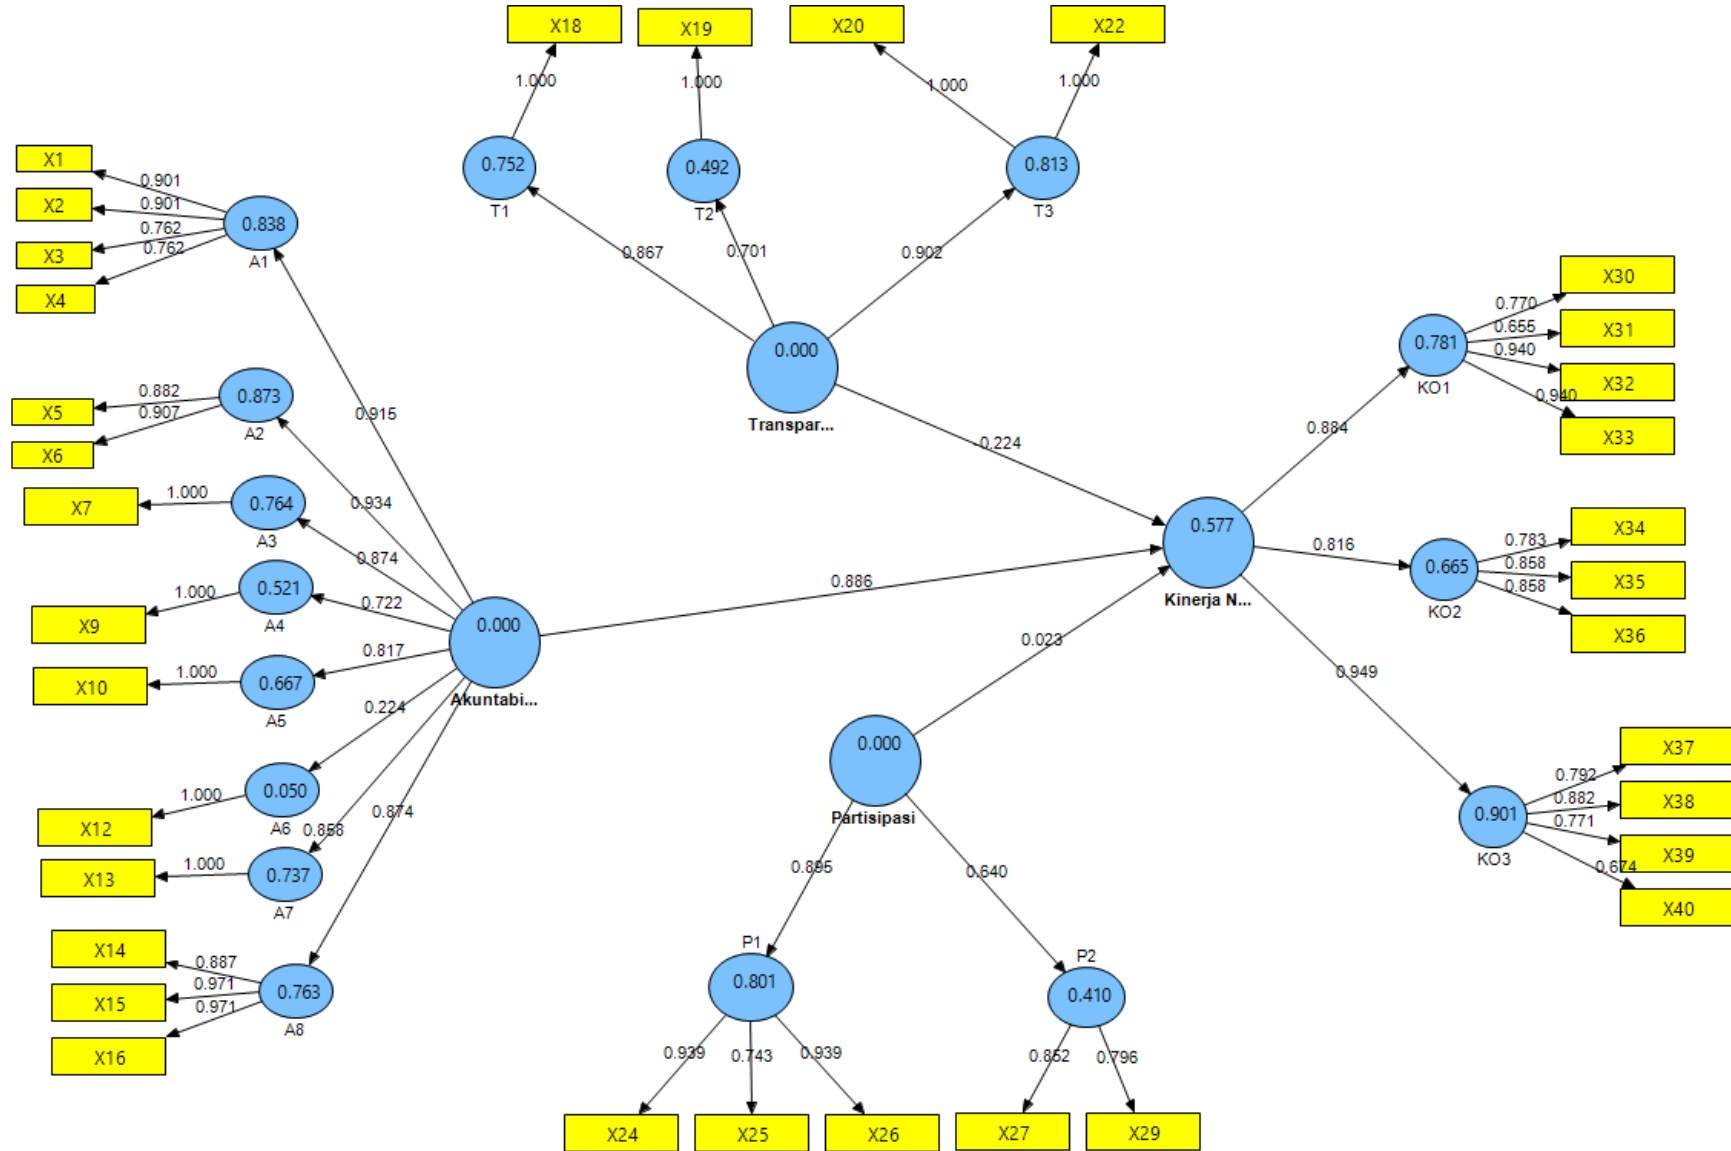 X18
X19
X20
X22
1.000
1.000
1.000
1.000
0.752
T1
0.492
T2
0.813
T3
0.867
0.701
0.902
0.000
Transpar...
-0.224
X1
X2
X3
X4
0.901
0.901
0.762
0.762
0.838
A1
0.915
X5
X6
0.882
0.907
0.873
A2
0.934
X7
1.000
0.764
A3
0.874
X9
1.000
0.521
A4
0.722
X10
1.000
0.667
A5
0.817
X12
1.000
0.050
A6
0.224
X13
1.000
0.737
A7
0.858
X14
X15
X16
0.887
0.971
0.971
0.763
A8
0.874
0.000
Akuntabi...
0.886
0.000
Partisipasi
0.023
0.895
0.640
P1
0.801
P2
0.410
0.939
0.743
0.939
0.852
0.796
X24
X25
X26
X27
X29
0.577
Kinerja N...
0.884
0.816
0.949
0.781
KO1
0.770
0.655
0.940
0.940
X30
X31
X32
X33
0.665
KO2
0.783
0.858
0.858
X34
X35
X36
0.901
KO3
0.792
0.882
0.771
0.674
X37
X38
X39
X40